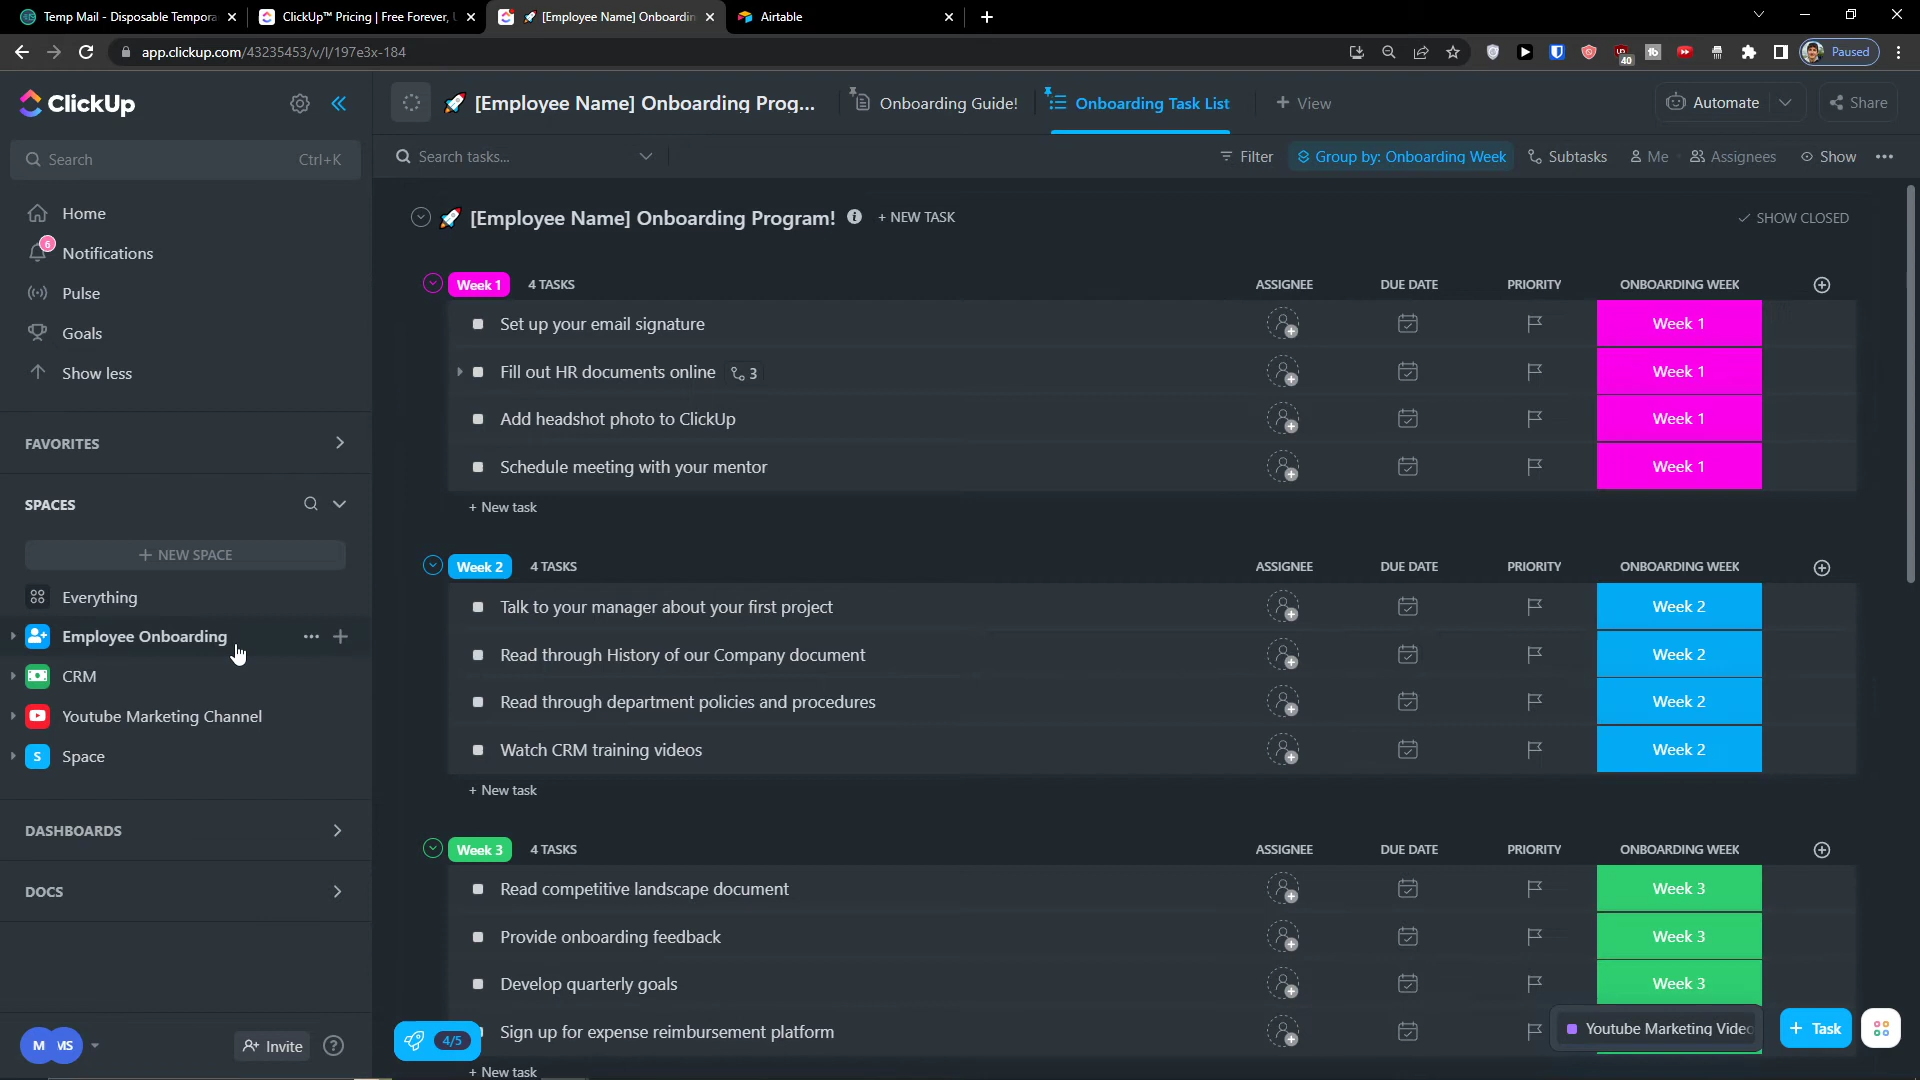 Temp Mail - Disposable Tempora
ClickUp™ Pricing | Free Forever,
[Employee Name] Onboardin
Airtable
app.clickup.com/43235453/v/l/197e3x-184
40
Paused
ClickUp
[Employee Name] Onboarding Prog...
Onboarding Guide!
Onboarding Task List
+ View
Automate
Share
Search
Ctrl+K
Search tasks...
Filter
Group by: Onboarding Week
Subtasks
Me
Assignees
Show
Home
6
Notifications
Pulse
Goals
Show less
FAVORITES
SPACES
+ NEW SPACE
Everything
Employee Onboarding
CRM
Youtube Marketing Channel
S
Space
DASHBOARDS
DOCS
M
MS
Invite
?
[Employee Name] Onboarding Program!
+ NEW TASK
SHOW CLOSED
Week 1
4 TASKS
ASSIGNEE
DUE DATE
PRIORITY
ONBOARDING WEEK
Set up your email signature
Week 1
Fill out HR documents online
3
Week 1
Add headshot photo to ClickUp
Week 1
Schedule meeting with your mentor
Week 1
+ New task
Week 2
4 TASKS
ASSIGNEE
DUE DATE
PRIORITY
ONBOARDING WEEK
Talk to your manager about your first project
Week 2
Read through History of our Company document
Week 2
Read through department policies and procedures
Week 2
Watch CRM training videos
Week 2
+ New task
Week 3
4 TASKS
ASSIGNEE
DUE DATE
PRIORITY
ONBOARDING WEEK
Read competitive landscape document
Week 3
Provide onboarding feedback
Week 3
Develop quarterly goals
Week 3
4/5
Sign up for expense reimbursement platform
Youtube Marketing Videc
+ Task
+ New task